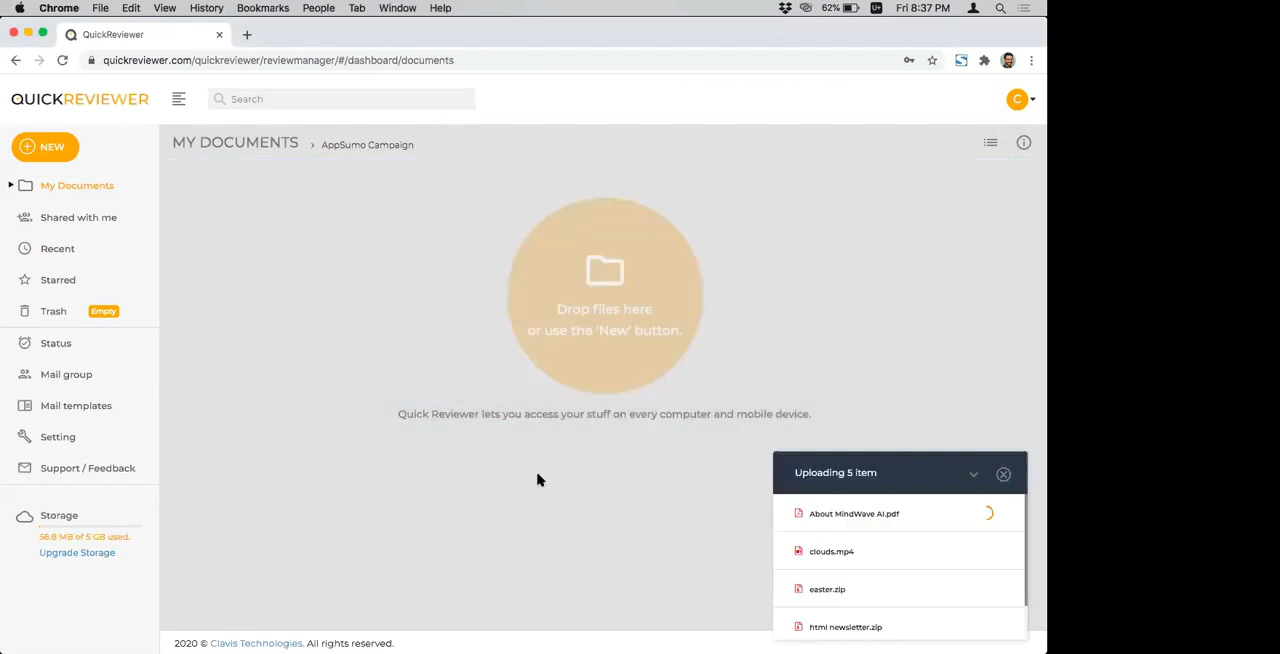 Chrome File Edit View History Bookmarks People Tab Window Help 62% U+ Fri 8:37 PM
QuickReviewer
quickreviewer.com/quickreviewer/reviewmanager/#/dashboard/documents
QUICKREVIEWER
Search
C
NEW
MY DOCUMENTS › AppSumo Campaign
My Documents
Shared with me
Recent
Starred
Trash Empty
Status
Mail group
Mail templates
Setting
Support / Feedback
Storage
56.8 MB of 5 GB used.
Upgrade Storage
Drop files here
or use the 'New' button.
Quick Reviewer lets you access your stuff on every computer and mobile device.
Uploading 5 item
About MindWave AI.pdf
clouds.mp4
easter.zip
html newsletter.zip
2020 © Clavis Technologies. All rights reserved.